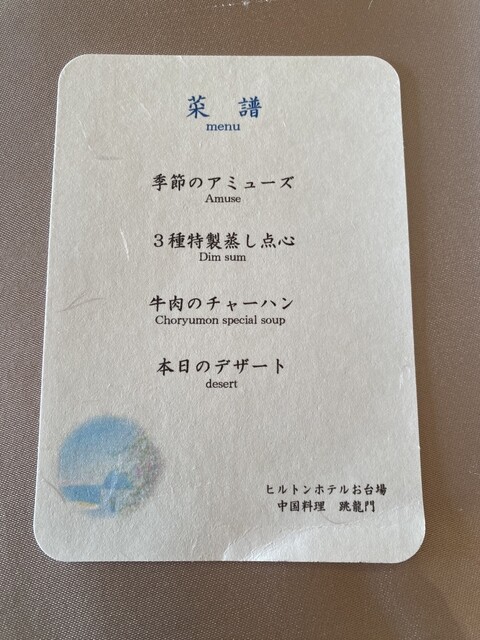 菜 譜
menu
季節のアミューズ
Amuse
３種特製蒸し点心
Dim sum
牛肉のチャーハン
Choryumon special soup
本日のデザート
desert
ヒルトンホテルお台場
中国料理 跳龍門